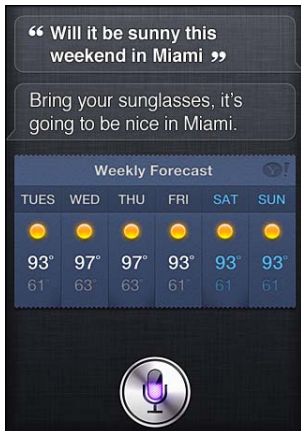 “ Will it be sunny this
weekend in Miami ”
Bring your sunglasses, it's
going to be nice in Miami.
Weekly Forecast Y!
TUES WED THU FRI SAT SUN
93° 97° 97° 93° 93° 93°
61° 63° 63° 61° 61 61